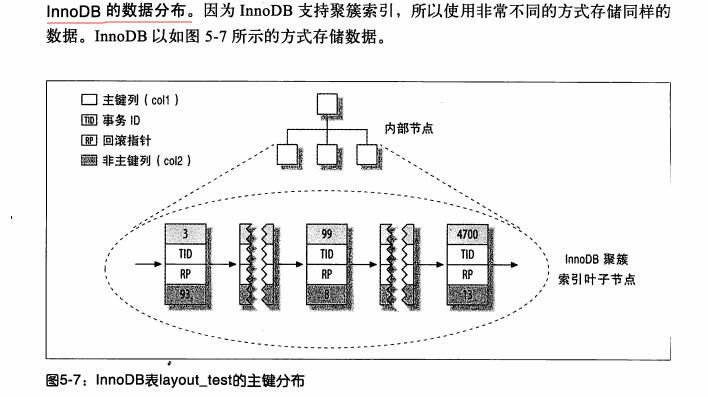 InnoDB 的数据分布。因为 InnoDB 支持聚簇索引，所以使用非常不同的方式存储同样的
数据。InnoDB 以如图 5-7 所示的方式存储数据。
主键列（col1）
TID 事务 ID
RP 回滚指针
非主键列（col2）
内部节点
3 99 4700
TID TID TID
RP RP RP
93 8 13
InnoDB 聚簇
索引叶子节点
图5-7：InnoDB表layout_test的主键分布